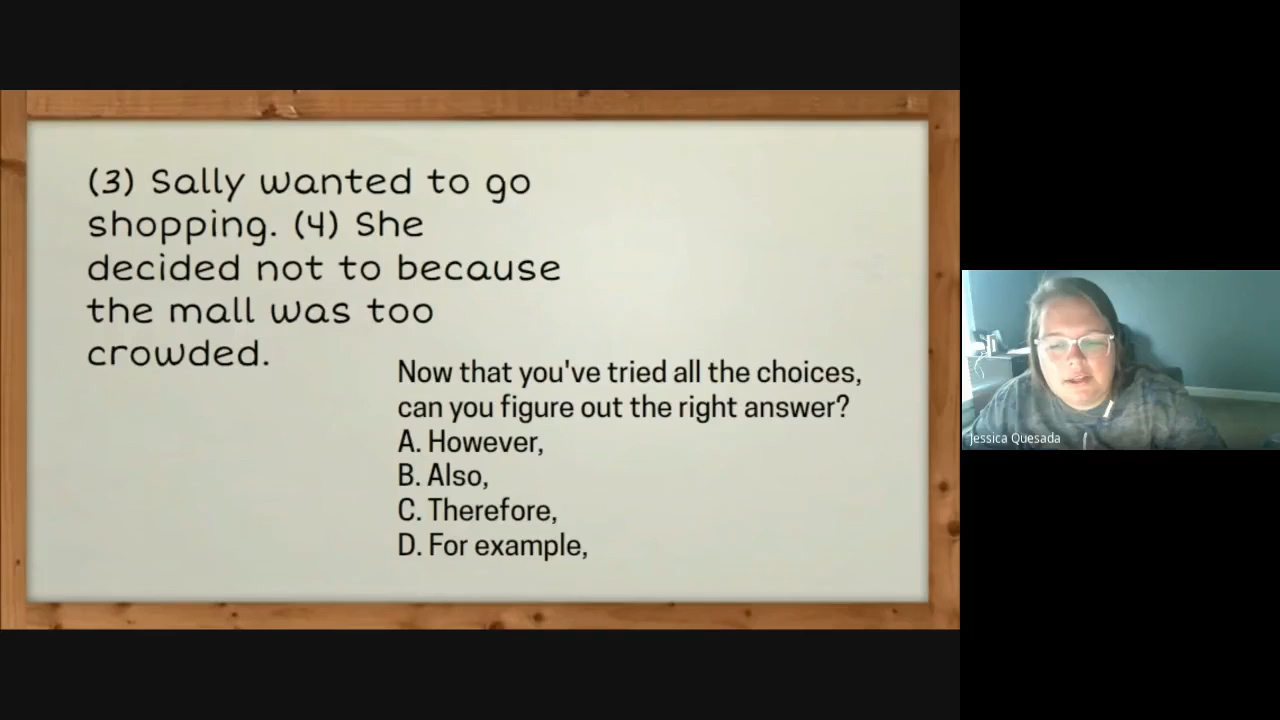 (3) Sally wanted to go
shopping. (4) She
decided not to because
the mall was too
crowded.
Now that you've tried all the choices,
can you figure out the right answer?
A. However,
B. Also,
C. Therefore,
D. For example,
Jessica Quesada